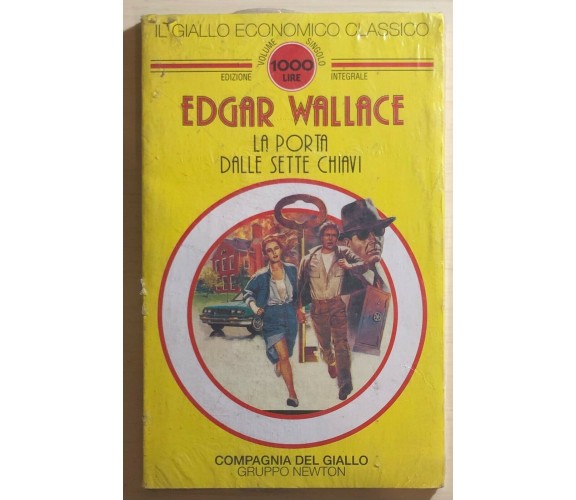 IL GIALLO ECONOMICO CLASSICO
VOLUME SINGOLO
1000
LIRE
EDIZIONE INTEGRALE
EDGAR WALLACE
LA PORTA
DALLE SETTE CHIAVI
COMPAGNIA DEL GIALLO
GRUPPO NEWTON